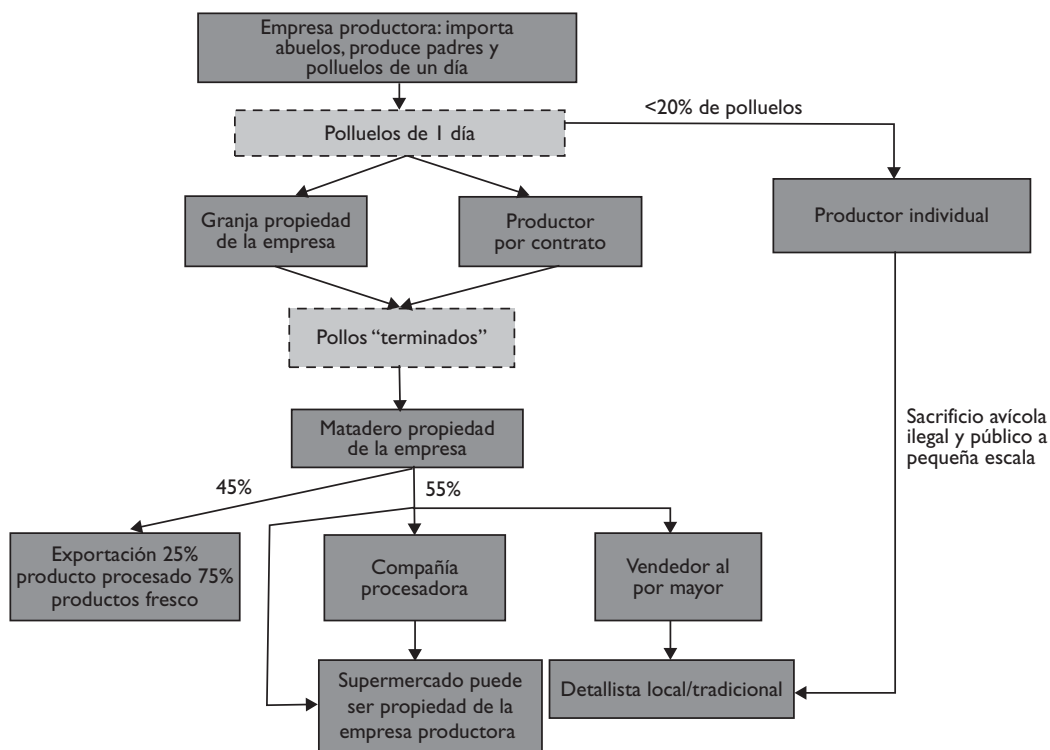 Empresa productora: importa
abuelos, produce padres y
polluelos de un día
<20% de polluelos
Polluelos de 1 día
Granja propiedad
de la empresa
Productor
por contrato
Productor individual
Pollos “terminados”
Matadero propiedad
de la empresa
Sacrificio avícola
ilegal y público a
pequeña escala
45%
55%
Exportación 25%
producto procesado 75%
productos fresco
Compañía
procesadora
Vendedor al
por mayor
Supermercado puede
ser propiedad de la
empresa productora
Detallista local/tradicional